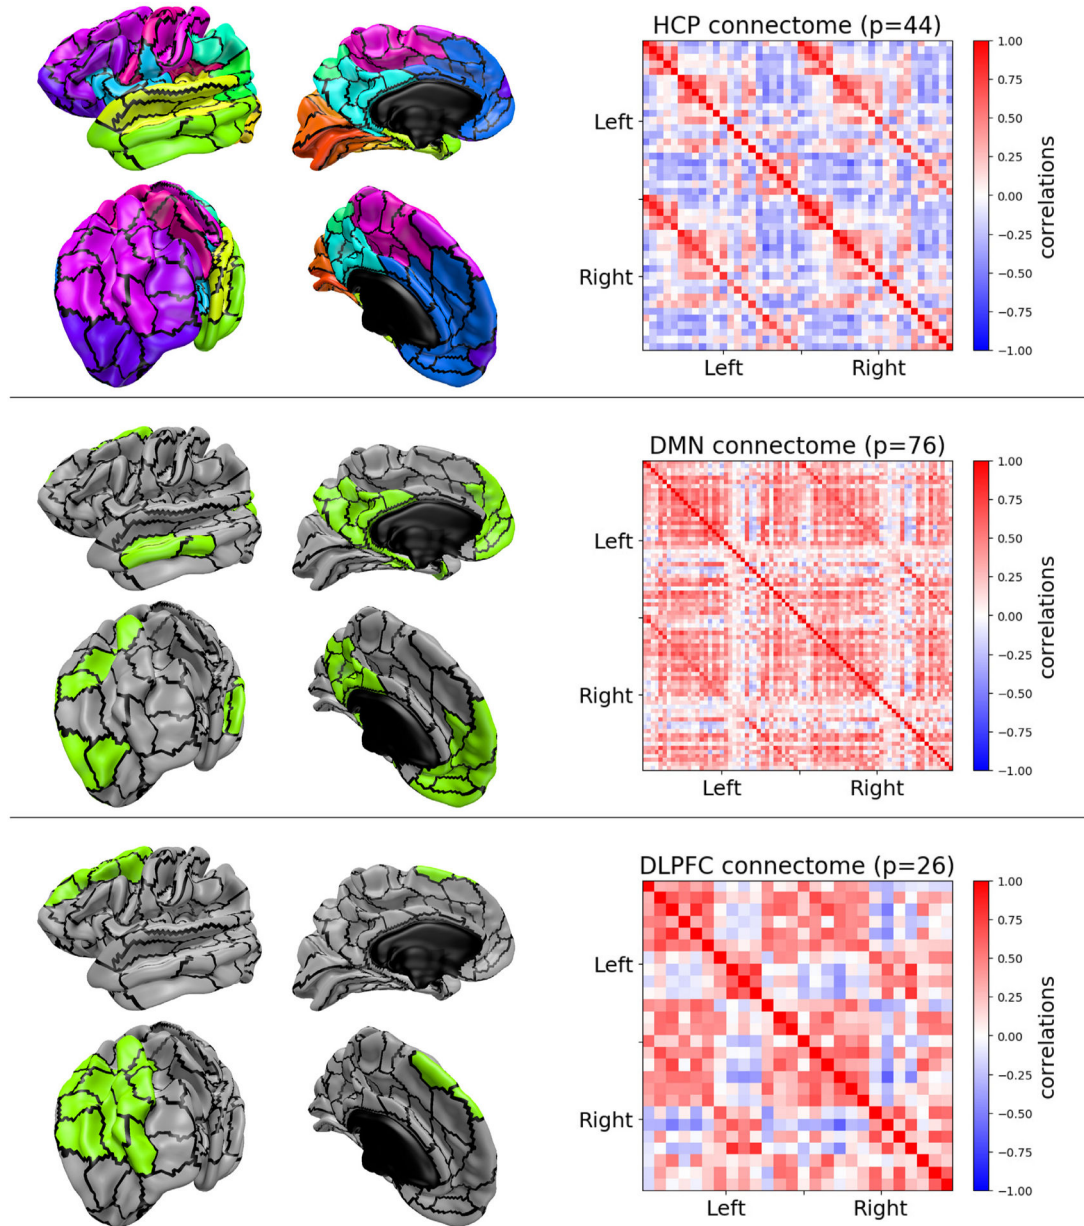 HCP connectome (p=44)
Left
Right
Left
Right
1.00
0.75
0.50
0.25
0.00
−0.25
−0.50
−0.75
−1.00
correlations
DMN connectome (p=76)
Left
Right
Left
Right
1.00
0.75
0.50
0.25
0.00
−0.25
−0.50
−0.75
−1.00
correlations
DLPFC connectome (p=26)
Left
Right
Left
Right
1.00
0.75
0.50
0.25
0.00
−0.25
−0.50
−0.75
−1.00
correlations